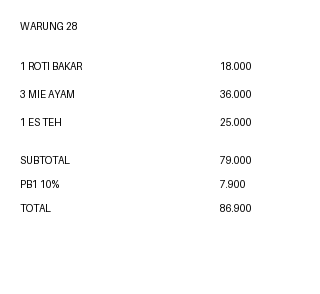 WARUNG 28
1 ROTI BAKAR 18.000
3 MIE AYAM 36.000
1 ES TEH 25.000
SUBTOTAL 79.000
PB1 10% 7.900
TOTAL 86.900